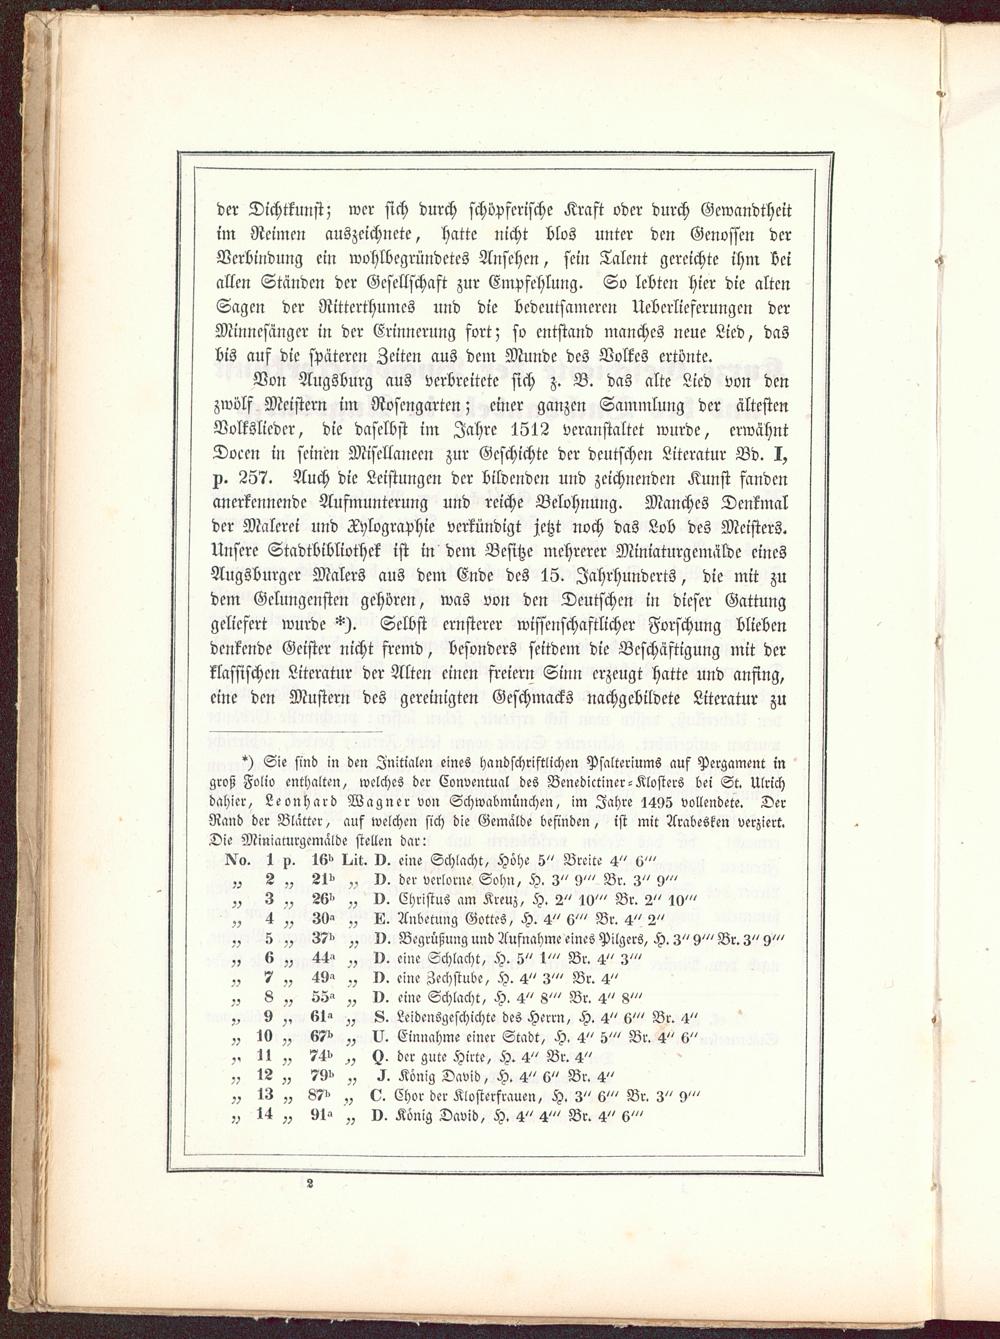 der Dichtkunst; wer sich durch schöpferische Kraft oder durch Gewandtheit
im Reimen auszeichnete, hatte nicht blos unter den Genossen der
Verbindung ein wohlbegründetes Ansehen, sein Talent gereichte ihm bei
allen Ständen der Gesellschaft zur Empfehlung. So lebten hier die alten
Sagen der Ritterthumes und die bedeutsameren Ueberlieferungen der
Minnesänger in der Erinnerung fort; so entstand manches neue Lied, das
bis auf die späteren Zeiten aus dem Munde des Volkes ertönte.
Von Augsburg aus verbreitete sich z. B. das alte Lied von den
zwölf Meistern im Rosengarten; einer ganzen Sammlung der ältesten
Volkslieder, die daselbst im Jahre 1512 veranstaltet wurde, erwähnt
Docen in seinen Misellaneen zur Geschichte der deutschen Literatur Bd. I,
p. 257. Auch die Leistungen der bildenden und zeichnenden Kunst fanden
anerkennende Aufmunterung und reiche Belohnung. Manches Denkmal
der Malerei und Xylographie verkündigt jetzt noch das Lob des Meisters.
Unsere Stadtbibliothek ist in dem Besitze mehrerer Miniaturgemälde eines
Augsburger Malers aus dem Ende des 15. Jahrhunderts, die mit zu
dem Gelungensten gehören, was von den Deutschen in dieser Gattung
geliefert wurde *). Selbst ernsterer wissenschaftlicher Forschung blieben
denkende Geister nicht fremd, besonders seitdem die Beschäftigung mit der
klassischen Literatur der Alten einen freiern Sinn erzeugt hatte und anfing,
eine den Mustern des gereinigten Geschmacks nachgebildete Literatur zu
*) Sie sind in den Initialen eines handschriftlichen Psalteriums auf Pergament in
groß Folio enthalten, welches der Conventual des Benedictiner-Klosters bei St. Ulrich
dahier, Leonhard Wagner von Schwabmünchen, im Jahre 1495 vollendete. Der
Rand der Blätter, auf welchen sich die Gemälde befinden, ist mit Arabesken verziert.
Die Miniaturgemälde stellen dar:
No. 1 p. 16b Lit. D. eine Schlacht, Höhe 5″ Breite 4″ 6‴
„ 2 „ 21b „ D. der verlorne Sohn, H. 3″ 9‴ Br. 3″ 9‴
„ 3 „ 26b „ D. Christus am Kreuz, H. 2″ 10‴ Br. 2″ 10‴
„ 4 „ 30a „ E. Anbetung Gottes, H. 4″ 6‴ Br. 4″ 2″
„ 5 „ 37b „ D. Begrüßung und Aufnahme eines Pilgers, H. 3″ 9‴ Br. 3″ 9‴
„ 6 „ 44a „ D. eine Schlacht, H. 5″ 1‴ Br. 4″ 3‴
„ 7 „ 49a „ D. eine Zechstube, H. 4″ 3‴ Br. 4″
„ 8 „ 55a „ D. eine Schlacht, H. 4″ 8‴ Br. 4″ 8‴
„ 9 „ 61a „ S. Leidensgeschichte des Herrn, H. 4″ 6‴ Br. 4″
„ 10 „ 67b „ U. Einnahme einer Stadt, H. 4″ 5‴ Br. 4″ 6″
„ 11 „ 74b „ Q. der gute Hirte, H. 4″ Br. 4″
„ 12 „ 79b „ J. König David, H. 4″ 6″ Br. 4″
„ 13 „ 87b „ C. Chor der Klosterfrauen, H. 3″ 6‴ Br. 3″ 9‴
„ 14 „ 91a „ D. König David, H. 4″ 4‴ Br. 4″ 6‴
2